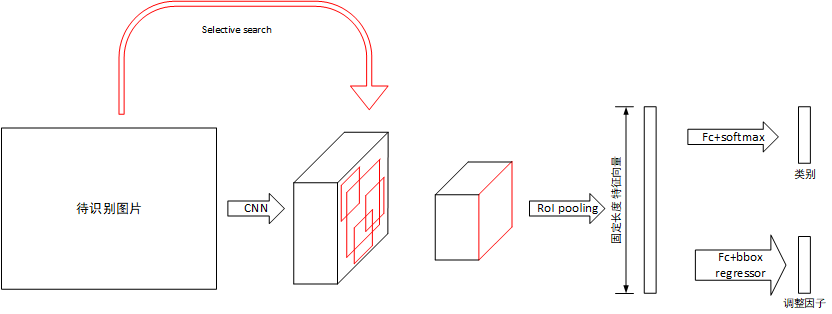 Selective search
待识别图片
CNN
RoI pooling
固定长度 特征向量
Fc+softmax
类别
Fc+bbox
regressor
调整因子